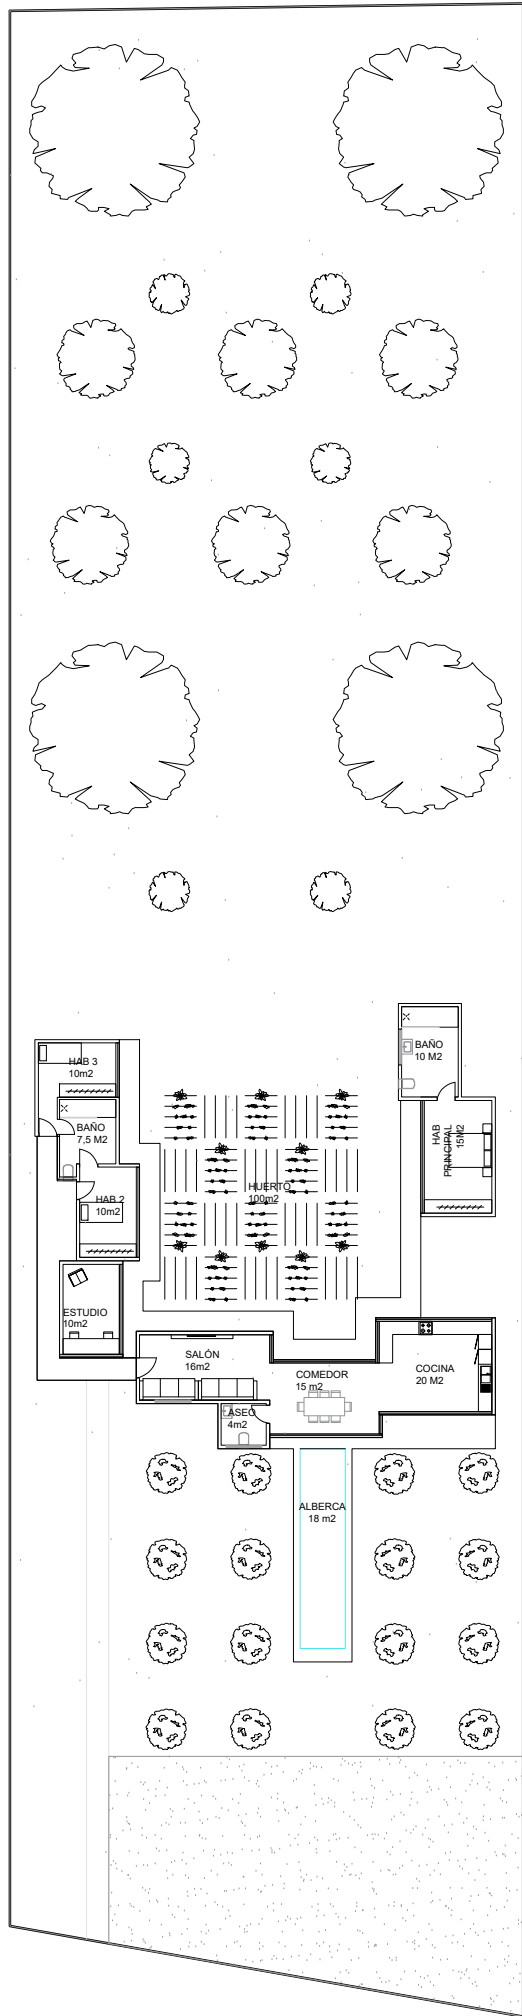 BAÑO
10 M2
HAB 3
10m2
BAÑO
7,5 M2
HAB
PRINCIPAL
15M2
HUERTO
100m2
HAB 2
10m2
ESTUDIO
10m2
SALÓN
16m2
COMEDOR
15 m2
COCINA
20 M2
ASEO
4m2
ALBERCA
18 m2